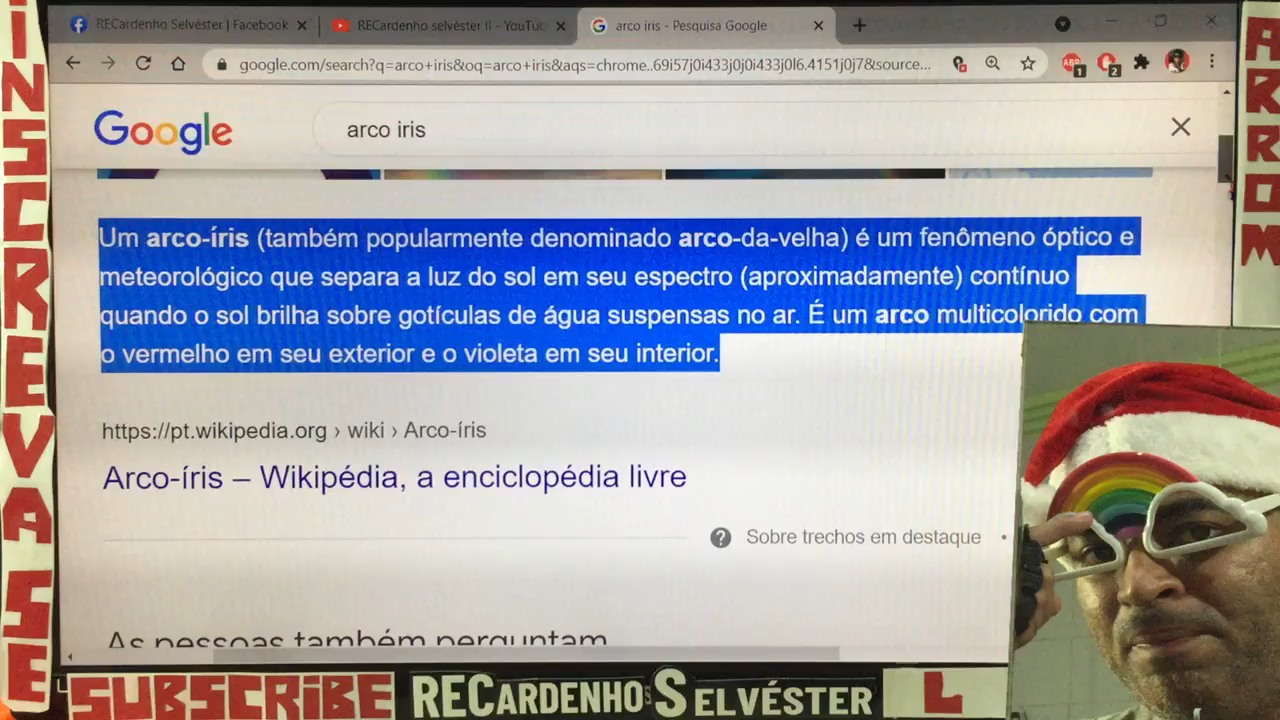 INSCREVA SE
RECardenho Selvéster | Facebook
RECardenho selvéster II - YouTub
arco iris - Pesquisa Google
google.com/search?q=arco+iris&oq=arco+iris&aqs=chrome..69i57j0i433j0j0i433j0l6.4151j0j7&source...
ABP
1
2
Google
arco iris
Um arco-íris (também popularmente denominado arco-da-velha) é um fenômeno óptico e
meteorológico que separa a luz do sol em seu espectro (aproximadamente) contínuo
quando o sol brilha sobre gotículas de água suspensas no ar. É um arco multicolorido com
o vermelho em seu exterior e o violeta em seu interior.
https://pt.wikipedia.org › wiki › Arco-íris
Arco-íris – Wikipédia, a enciclopédia livre
Sobre trechos em destaque
As pessoas também perguntam
ARROM
SUBSCRiBE
RECARDENHO SELVÉSTER
L